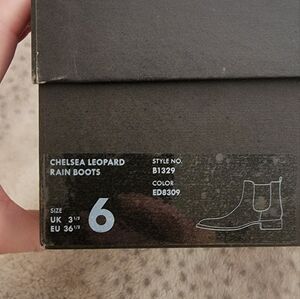 CHELSEA LEOPARD
RAIN BOOTS
STYLE NO.
B1329
COLOR
ED8309
SIZE
UK 3 1/2
EU 36 1/2
6